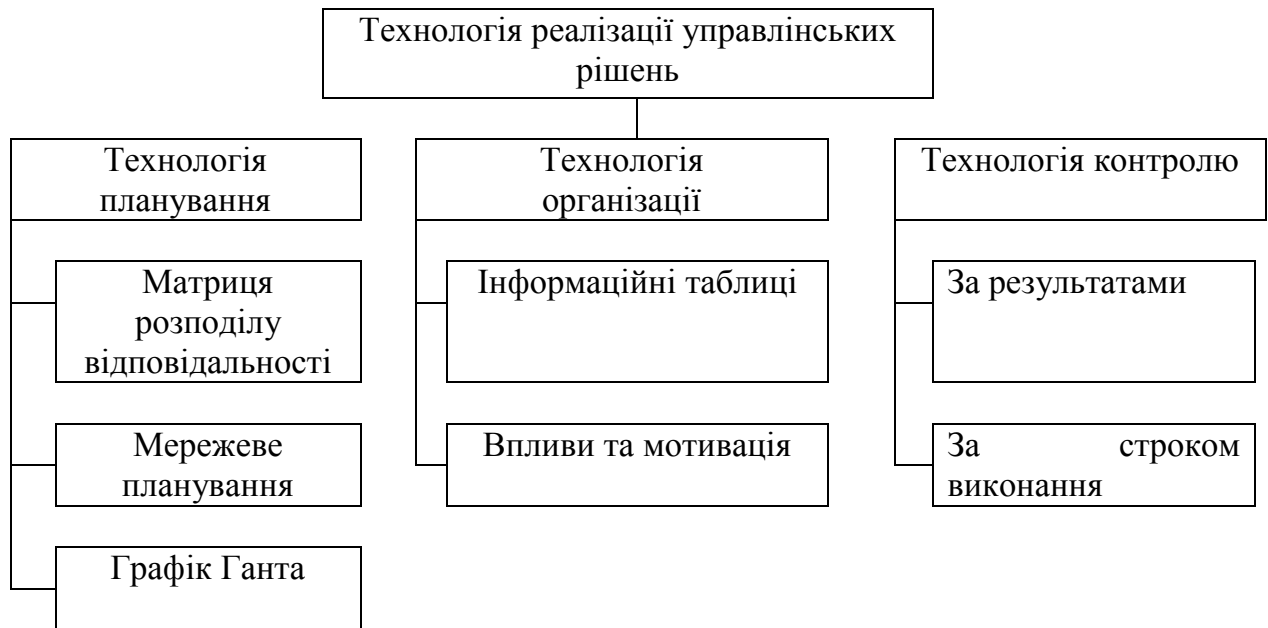 Технологія реалізації управлінських
рішень
Технологія
планування
Технологія
організації
Технологія контролю
Матриця
розподілу
відповідальності
Інформаційні таблиці
За результатами
Мережеве
планування
Впливи та мотивація
За строком
виконання
Графік Ганта